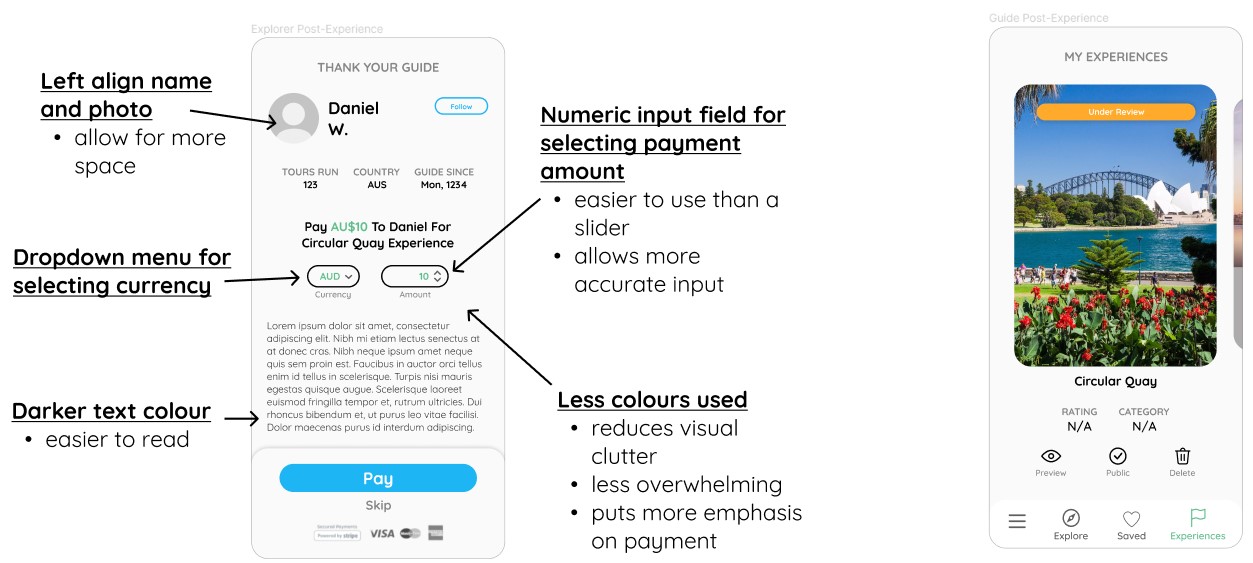 Explorer Post-Experience
THANK YOUR GUIDE
Daniel
W.
Follow
TOURS RUN
COUNTRY
GUIDE SINCE
123
AUS
Mon, 1234
Pay AU$10 To Daniel For
Circular Quay Experience
AUD
10
Currency
Amount
Lorem ipsum dolor sit amet, consectetur
adipiscing elit. Nibh mi etiam lectus senectus at
at donec cras. Nibh neque ipsum amet neque
quis sem proin est. Faucibus in auctor orci tellus
enim id tellus in scelerisque. Turpis nisi mauris
egestas quisque augue. Scelerisque laoreet
euismod fringilla tempor et, rutrum ultricies. Dui
rhoncus bibendum et, ut purus leo vitae facilisi.
Dolor maecenas purus id interdum adipiscing.
Pay
Skip
Secured Payments
Powered by stripe
VISA
Left align name
and photo
• allow for more
space
Dropdown menu for
selecting currency
Darker text colour
• easier to read
Numeric input field for
selecting payment
amount
• easier to use than a
slider
• allows more
accurate input
Less colours used
• reduces visual
clutter
• less overwhelming
• puts more emphasis
on payment
Guide Post-Experience
MY EXPERIENCES
Under Review
Circular Quay
RATING
CATEGORY
N/A
N/A
Preview
Public
Delete
Explore
Saved
Experiences